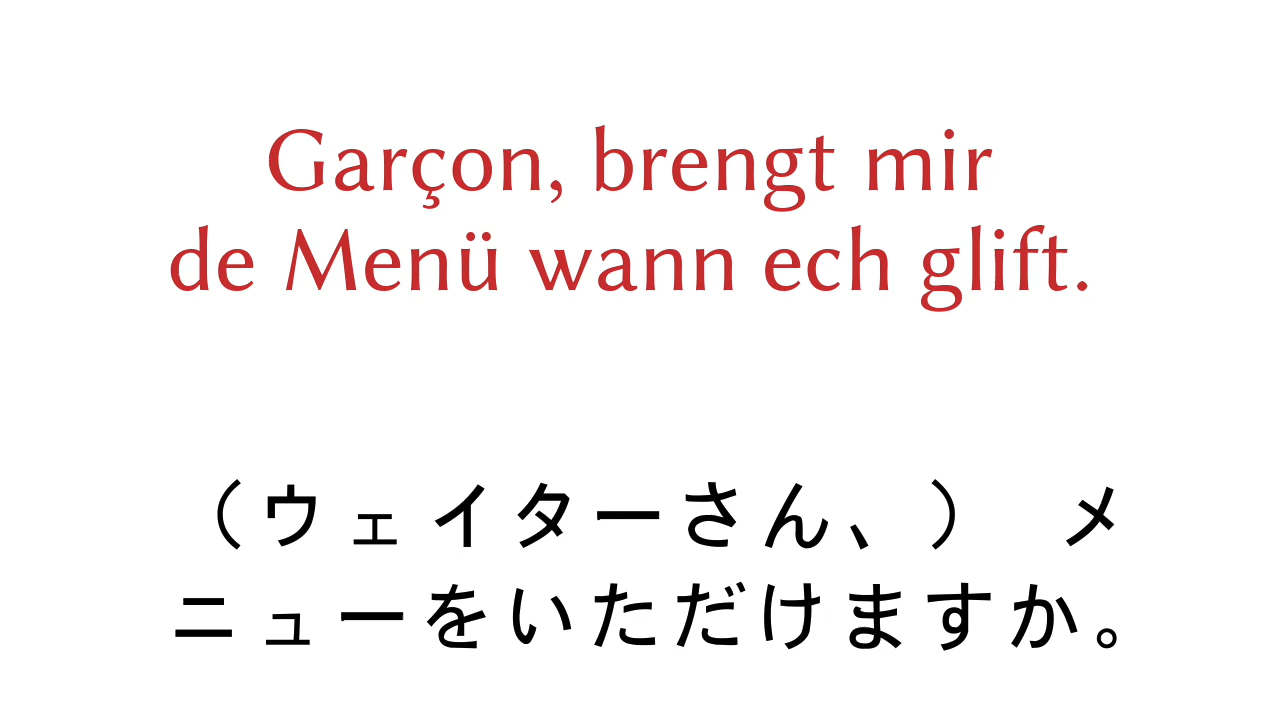 Garçon, brengt mir
de Menü wann ech glift.
（ウェイターさん、）　メ
ニューをいただけますか。